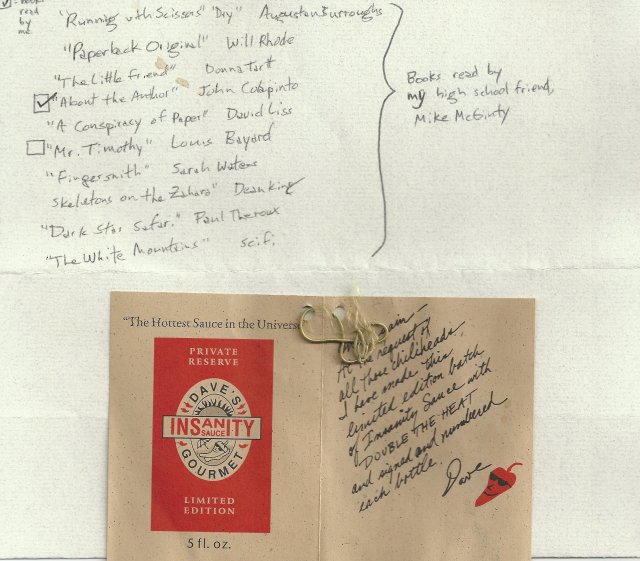 = books
read
by
me
"Running with Scissors" "Dry" Augusten Burroughs
"Paperback Original" Will Rhode
"The Little Friend" Donna Tartt
"About the Author" John Colapinto
"A Conspiracy of Paper" David Liss
"Mr. Timothy" Louis Bayard
"Fingersmith" Sarah Waters
Skeletons on the Zahara" Dean King
"Dark Star Safari" Paul Theroux
"The White Mountains" sci fi
Books read by
my high school friend,
Mike McGinty
"The Hottest Sauce in the Universe
PRIVATE
RESERVE
DAVE'S
INSANITY
SAUCE
GOURMET
LIMITED
EDITION
5 fl. oz.
At the request of
all those chiliheads,
I have made this
limited edition batch
of Insanity Sauce with
DOUBLE THE HEAT
and signed and numbered
each bottle.
Dave